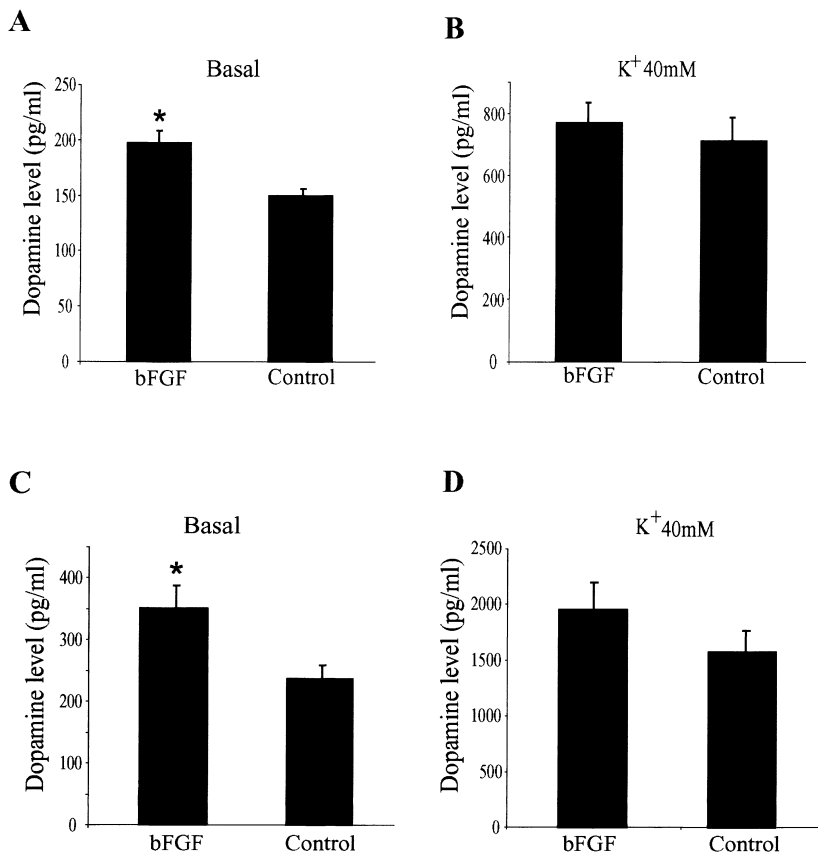 A
Basal
Dopamine level (pg/ml)
250
200
150
100
50
0
*
bFGF
Control
B
K+ 40mM
Dopamine level (pg/ml)
800
600
400
200
0
bFGF
Control
C
Basal
Dopamine level (pg/ml)
400
300
200
100
0
*
bFGF
Control
D
K+ 40mM
Dopamine level (pg/ml)
2500
2000
1500
1000
500
0
bFGF
Control